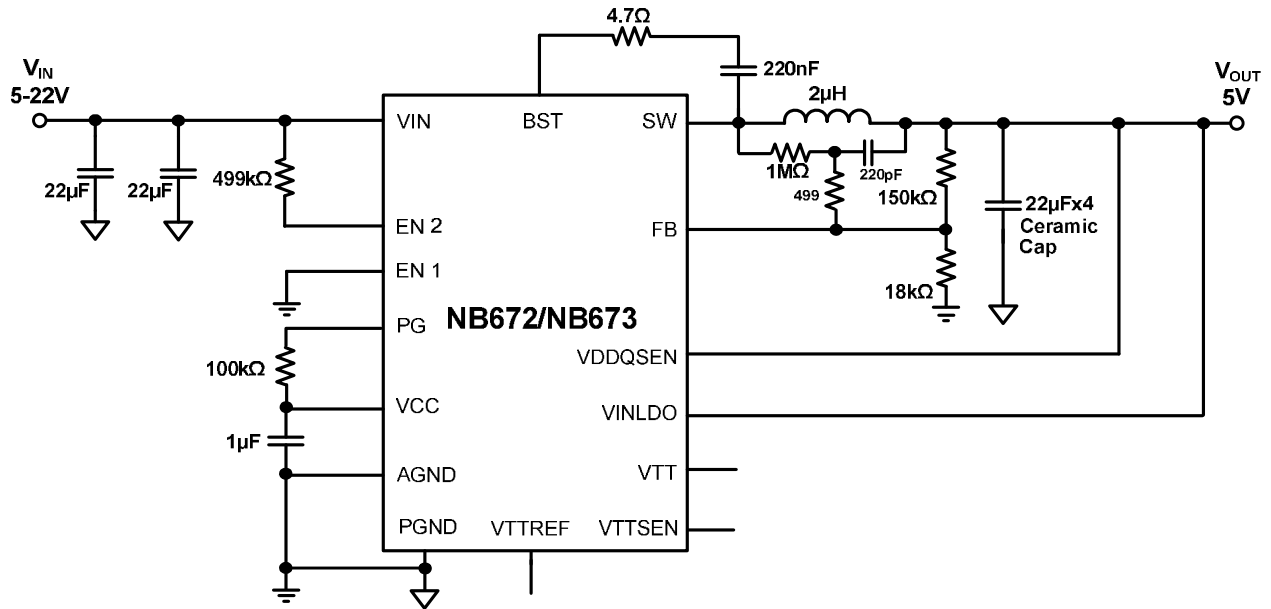 4.7Ω
220nF
V_IN
5-22V
2µH
V_OUT
5V
VIN
BST
SW
22µF
22µF
499kΩ
1MΩ
220pF
499
150kΩ
22µFx4
Ceramic
Cap
EN 2
FB
EN 1
18kΩ
NB672/NB673
PG
VDDQSEN
100kΩ
VCC
VINLDO
1µF
AGND
VTT
PGND
VTTREF
VTTSEN